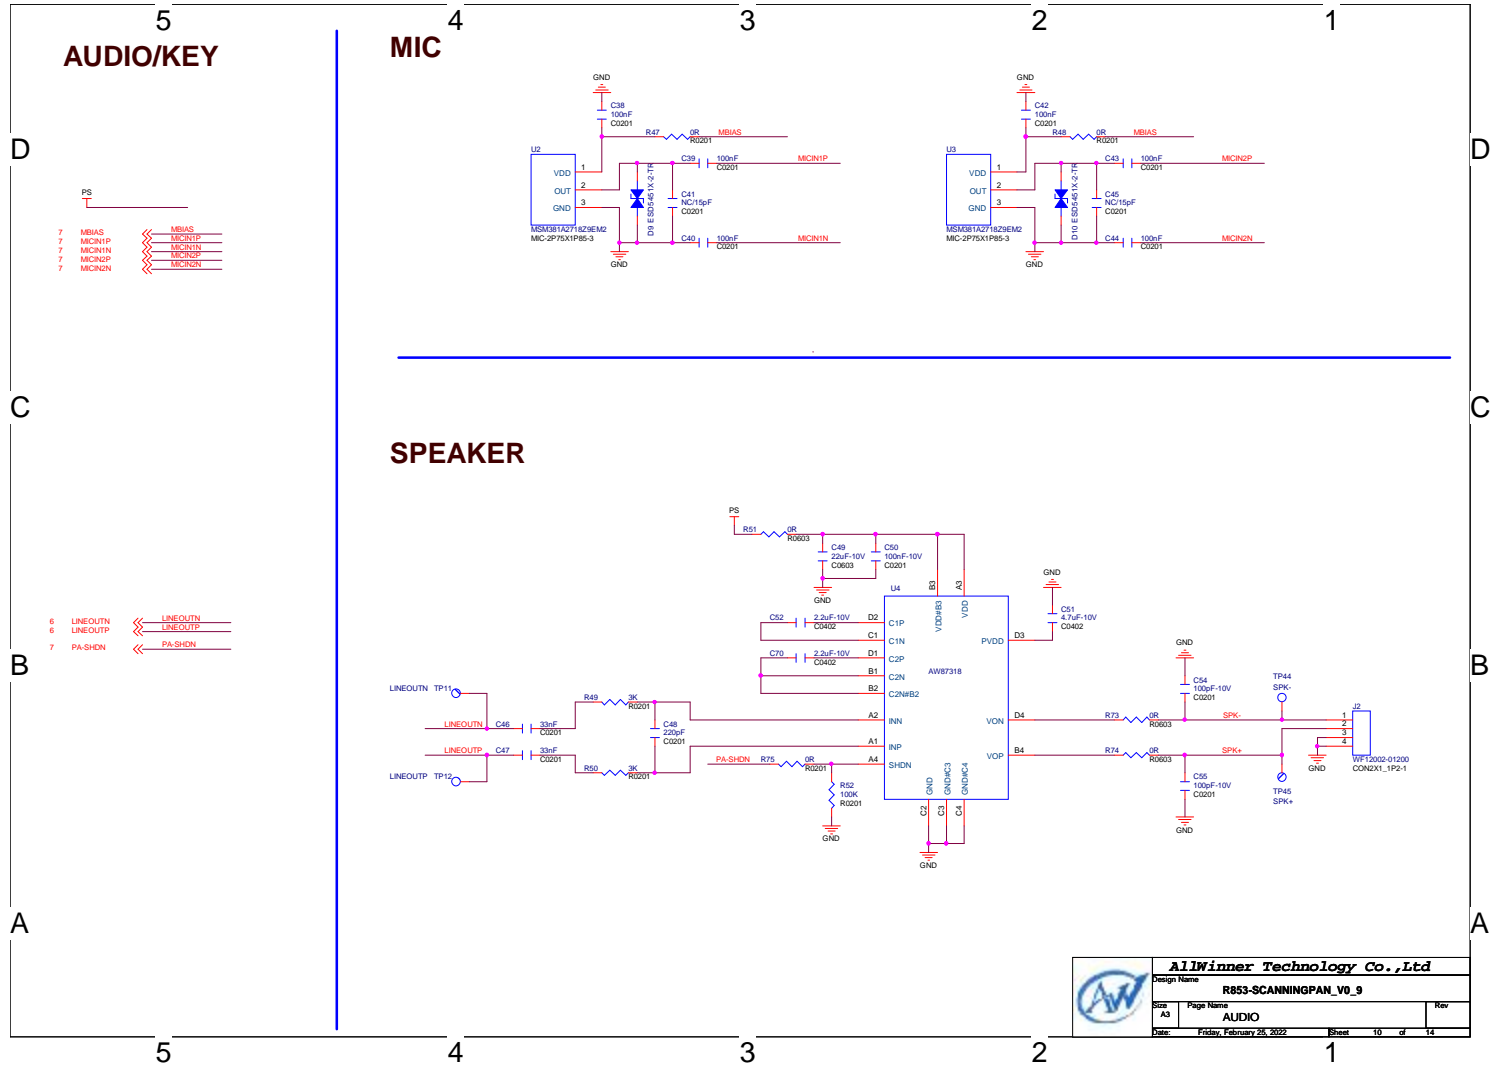 5 4 3 2 1
AUDIO/KEY
MIC
D
D
PS
7 MBIAS MBIAS
7 MICIN1P MICIN1P
7 MICIN1N MICIN1N
7 MICIN2P MICIN2P
7 MICIN2N MICIN2N
GND
C38
100nF
C0201
R47 0R MBIAS
R0201
U2
VDD 1
OUT 2
GND 3
MSM381A2718Z9EM2
MIC-2P75X1P85-3
D9 ESD5451X-2-TR
C39 100nF MICIN1P
C0201
C41
NC/15pF
C0201
C40 100nF MICIN1N
C0201
GND
GND
C42
100nF
C0201
R48 0R MBIAS
R0201
U3
VDD 1
OUT 2
GND 3
MSM381A2718Z9EM2
MIC-2P75X1P85-3
D10 ESD5451X-2-TR
C43 100nF MICIN2P
C0201
C45
NC/15pF
C0201
C44 100nF MICIN2N
C0201
GND
C
C
SPEAKER
B
B
6 LINEOUTN LINEOUTN
6 LINEOUTP LINEOUTP
7 PA-SHDN PA-SHDN
PS
R51 0R
R0603
C49
22uF-10V
C0603
C50
100nF-10V
C0201
GND
U4
B3
A3
VDD#B3
VDD
C52 2.2uF-10V D2 C1P
C0402
C1 C1N
C70 2.2uF-10V D1 C2P
C0402
B1 C2N
B2 C2N#B2
AW87318
PVDD D3
GND
C51
4.7uF-10V
C0402
LINEOUTN TP11
LINEOUTN C46 33nF
C0201
R49 3K
R0201
C48
220pF
C0201
A2 INN
LINEOUTP C47 33nF
C0201
R50 3K
R0201
A1 INP
LINEOUTP TP12
PA-SHDN R75 0R A4 SHDN
R0201
R52
100K
R0201
GND
GND
GND#C3
GND#C4
C2
C3
C4
GND
VON D4
R73 0R SPK-
R0603
VOP B4
R74 0R SPK+
R0603
GND
C54
100pF-10V
C0201
C55
100pF-10V
C0201
GND
TP44
SPK-
TP45
SPK+
J2
1
2
3
4
GND
WF12002-01200
CON2X1_1P2-1
A
A
AW
AllWinner Technology Co.,Ltd
Design Name
R853-SCANNINGPAN_V0_9
Size Page Name Rev
A3 AUDIO
Date: Friday, February 25, 2022 Sheet 10 of 14
5 4 3 2 1